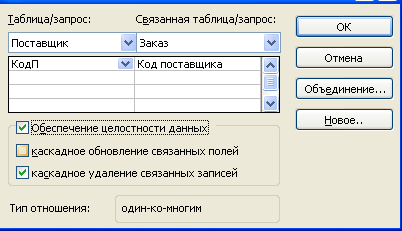 Таблица/запрос: Связанная таблица/запрос:
Поставщик Заказ
КодП Код поставщика
Обеспечение целостности данных
каскадное обновление связанных полей
каскадное удаление связанных записей
Тип отношения: один-ко-многим
ОК
Отмена
Объединение...
Новое..